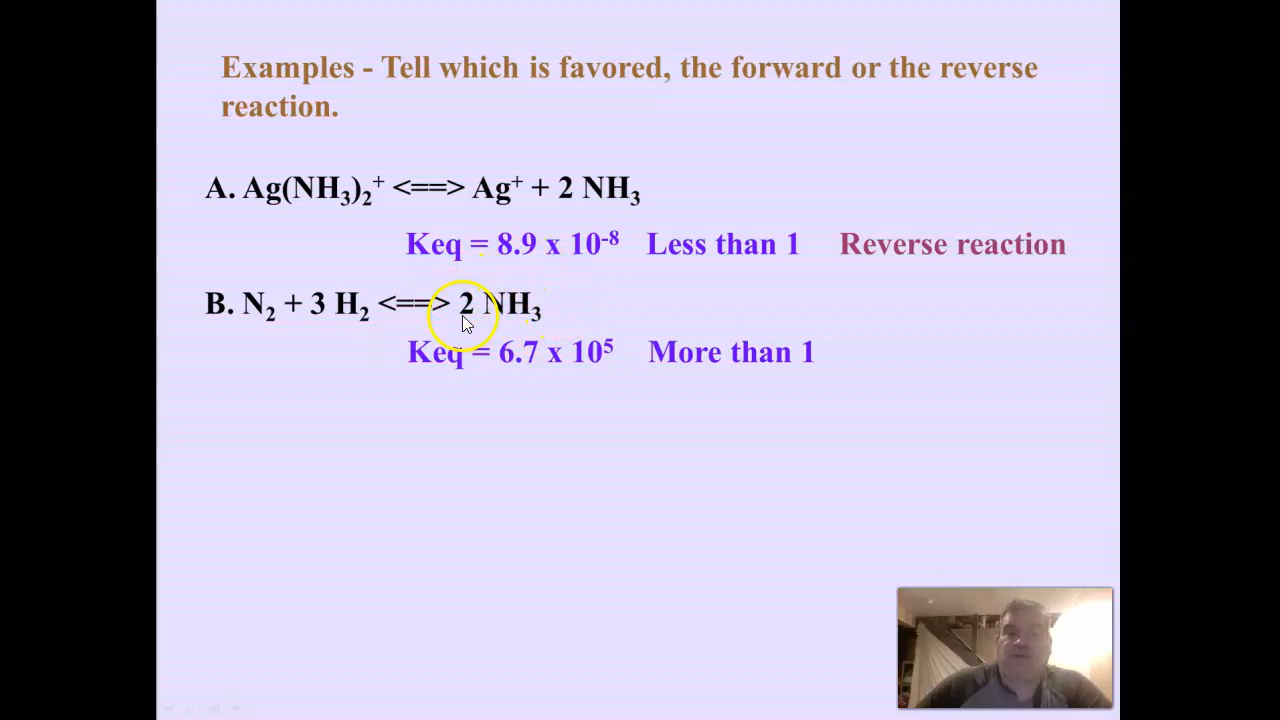 Examples - Tell which is favored, the forward or the reverse
reaction.
A. Ag(NH₃)₂⁺ <==> Ag⁺ + 2 NH₃
Keq = 8.9 x 10⁻⁸ Less than 1 Reverse reaction
B. N₂ + 3 H₂ <==> 2 NH₃
Keq = 6.7 x 10⁵ More than 1